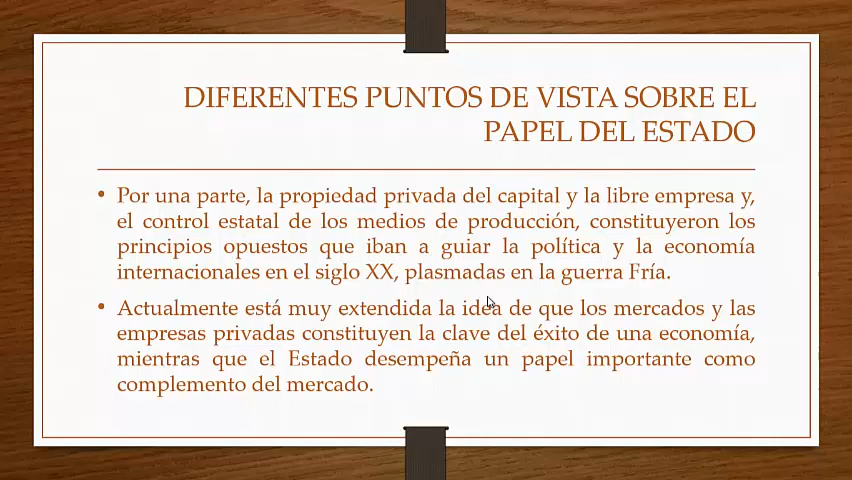 DIFERENTES PUNTOS DE VISTA SOBRE EL
PAPEL DEL ESTADO
• Por una parte, la propiedad privada del capital y la libre empresa y,
el control estatal de los medios de producción, constituyeron los
principios opuestos que iban a guiar la política y la economía
internacionales en el siglo XX, plasmadas en la guerra Fría.
• Actualmente está muy extendida la idea de que los mercados y las
empresas privadas constituyen la clave del éxito de una economía,
mientras que el Estado desempeña un papel importante como
complemento del mercado.